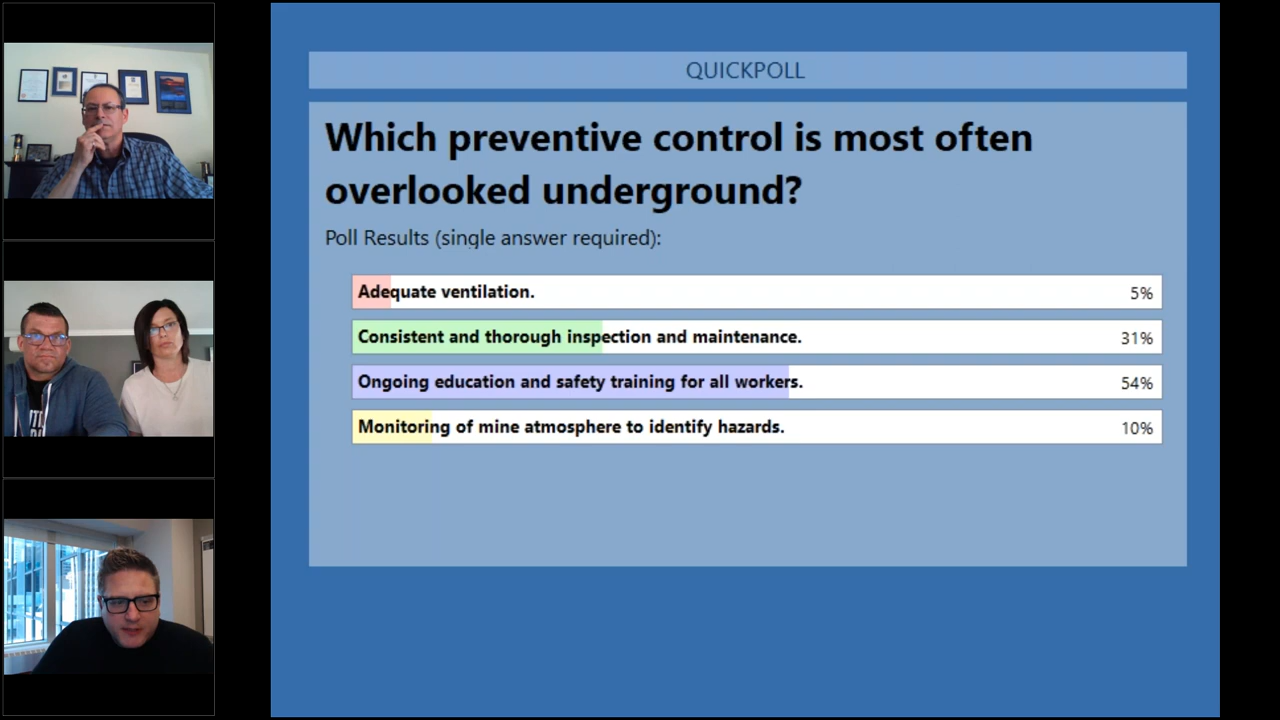 QUICKPOLL
Which preventive control is most often
overlooked underground?
Poll Results (single answer required):
Adequate ventilation. 5%
Consistent and thorough inspection and maintenance. 31%
Ongoing education and safety training for all workers. 54%
Monitoring of mine atmosphere to identify hazards. 10%